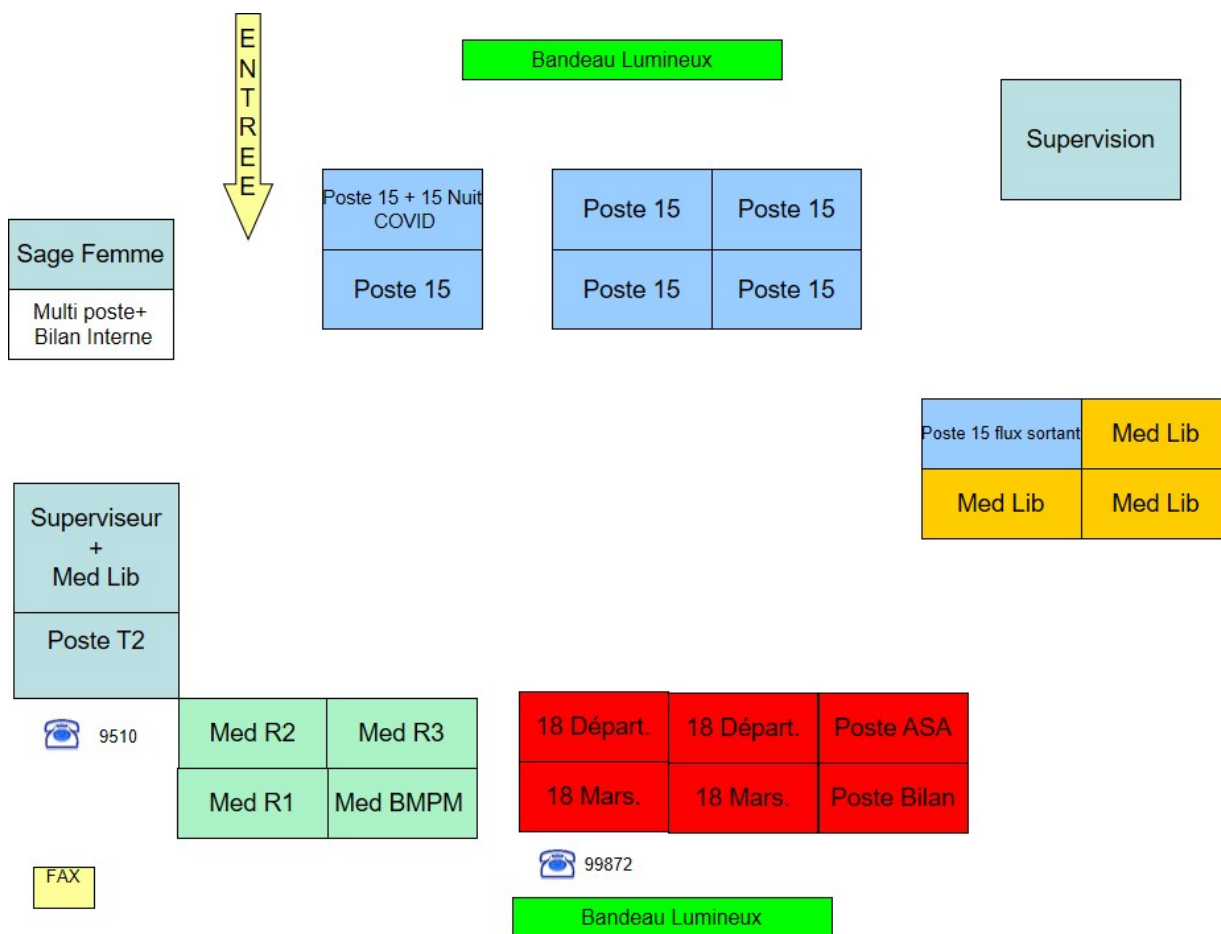 ENTREE
Bandeau Lumineux
Supervision
Poste 15 + 15 Nuit
COVID
Poste 15
Poste 15
Poste 15
Poste 15
Poste 15
Sage Femme
Multi poste+
Bilan Interne
Poste 15 flux sortant
Med Lib
Med Lib
Med Lib
Superviseur
+
Med Lib
Poste T2
9510
Med R2
Med R3
Med R1
Med BMPM
18 Départ.
18 Départ.
Poste ASA
18 Mars.
18 Mars.
Poste Bilan
99872
FAX
Bandeau Lumineux